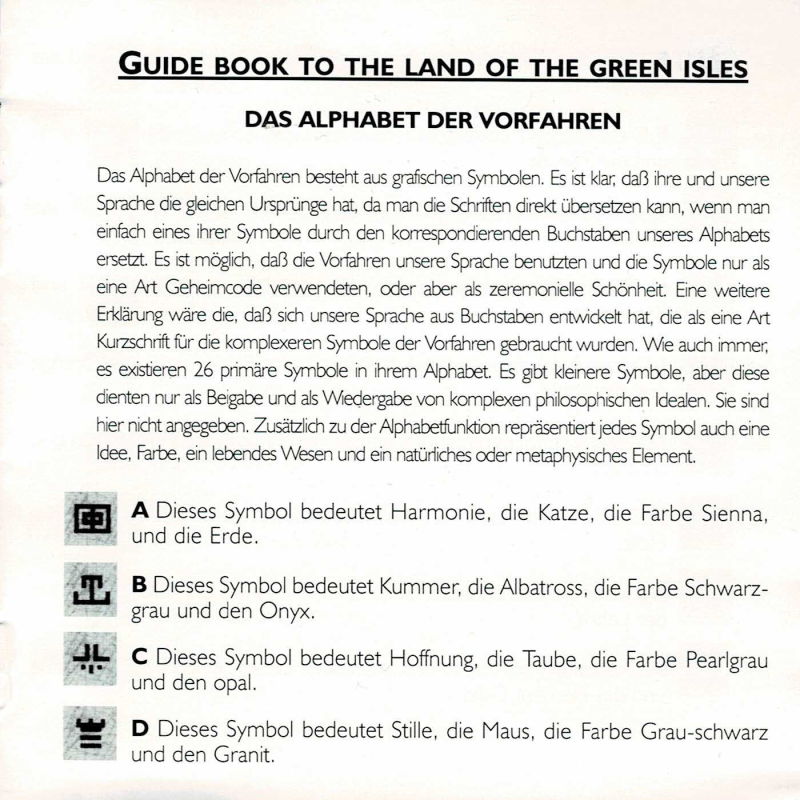 GUIDE BOOK TO THE LAND OF THE GREEN ISLES
DAS ALPHABET DER VORFAHREN
Das Alphabet der Vorfahren besteht aus grafischen Symbolen. Es ist klar, daß ihre und unsere
Sprache die gleichen Ursprünge hat, da man die Schriften direkt übersetzen kann, wenn man
einfach eines ihrer Symbole durch den korrespondierenden Buchstaben unseres Alphabets
ersetzt. Es ist möglich, daß die Vorfahren unsere Sprache benutzten und die Symbole nur als
eine Art Geheimcode verwendeten, oder aber als zeremonielle Schönheit. Eine weitere
Erklärung wäre die, daß sich unsere Sprache aus Buchstaben entwickelt hat, die als eine Art
Kurzschrift für die komplexeren Symbole der Vorfahren gebraucht wurden. Wie auch immer,
es existieren 26 primäre Symbole in ihrem Alphabet. Es gibt kleinere Symbole, aber diese
dienten nur als Beigabe und als Wiedergabe von komplexen philosophischen Idealen. Sie sind
hier nicht angegeben. Zusätzlich zu der Alphabetfunktion repräsentiert jedes Symbol auch eine
Idee, Farbe, ein lebendes Wesen und ein natürliches oder metaphysisches Element.
A Dieses Symbol bedeutet Harmonie, die Katze, die Farbe Sienna,
und die Erde.
B Dieses Symbol bedeutet Kummer, die Albatross, die Farbe Schwarz-
grau und den Onyx.
C Dieses Symbol bedeutet Hoffnung, die Taube, die Farbe Pearlgrau
und den opal.
D Dieses Symbol bedeutet Stille, die Maus, die Farbe Grau-schwarz
und den Granit.